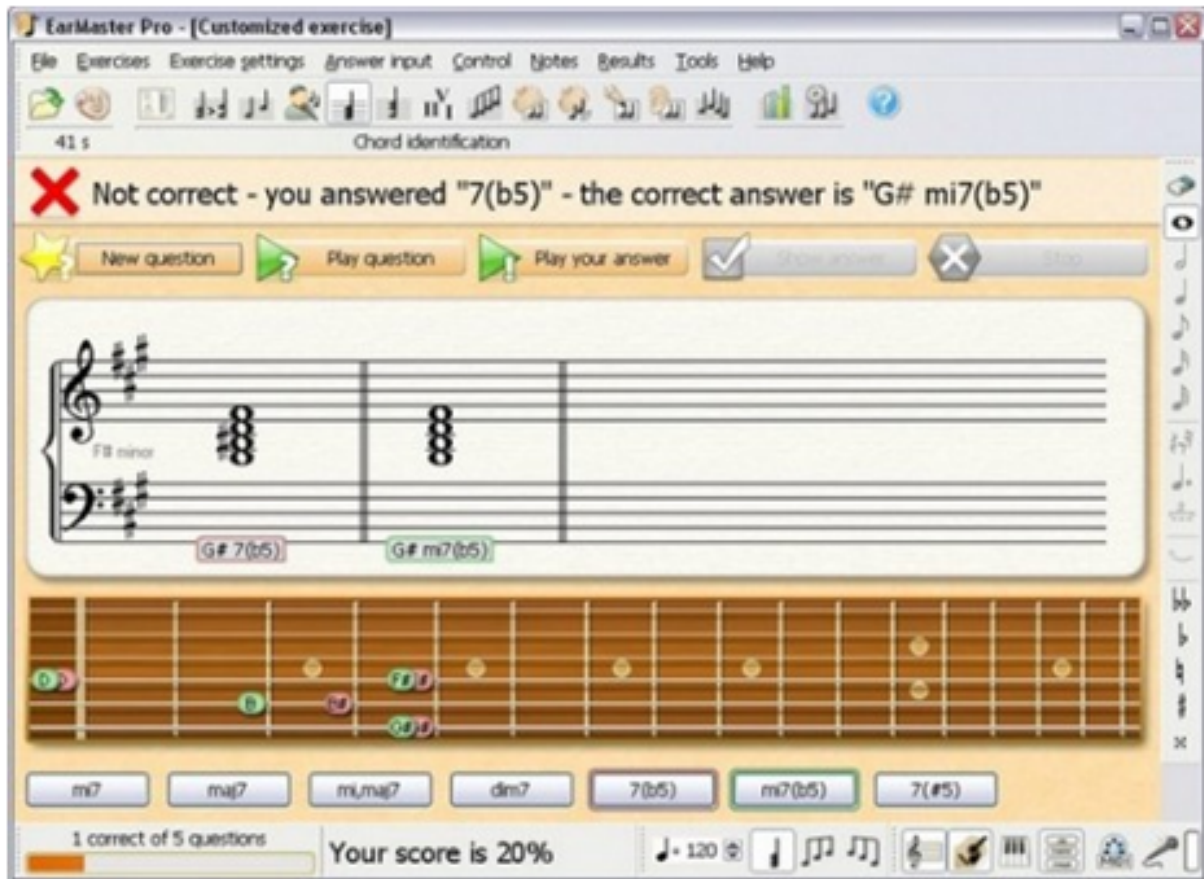 EarMaster Pro - [Customized exercise]
File Exercises Exercise settings Answer input Control Notes Results Tools Help
41 s
Chord identification
Not correct - you answered "7(b5)" - the correct answer is "G# mi7(b5)"
New question
Play question
Play your answer
Show answer
Stop
F# minor
G# 7(b5)
G# mi7(b5)
D
F#
B
G#
mi7
maj7
mi,maj7
dim7
7(b5)
mi7(b5)
7(#5)
1 correct of 5 questions
Your score is 20%
120